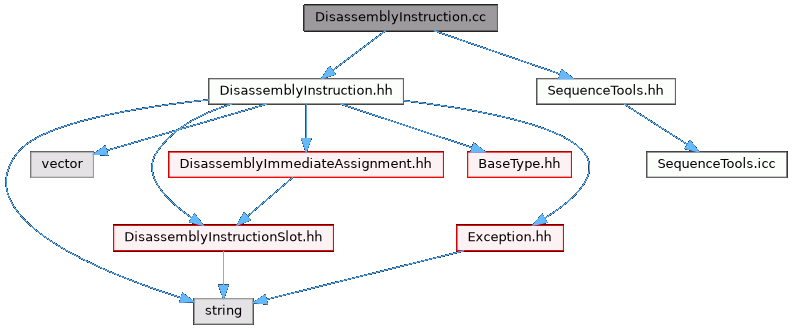 DisassemblyInstruction.cc
DisassemblyInstruction.hh
SequenceTools.hh
vector
DisassemblyImmediateAssignment.hh
BaseType.hh
SequenceTools.icc
DisassemblyInstructionSlot.hh
Exception.hh
string